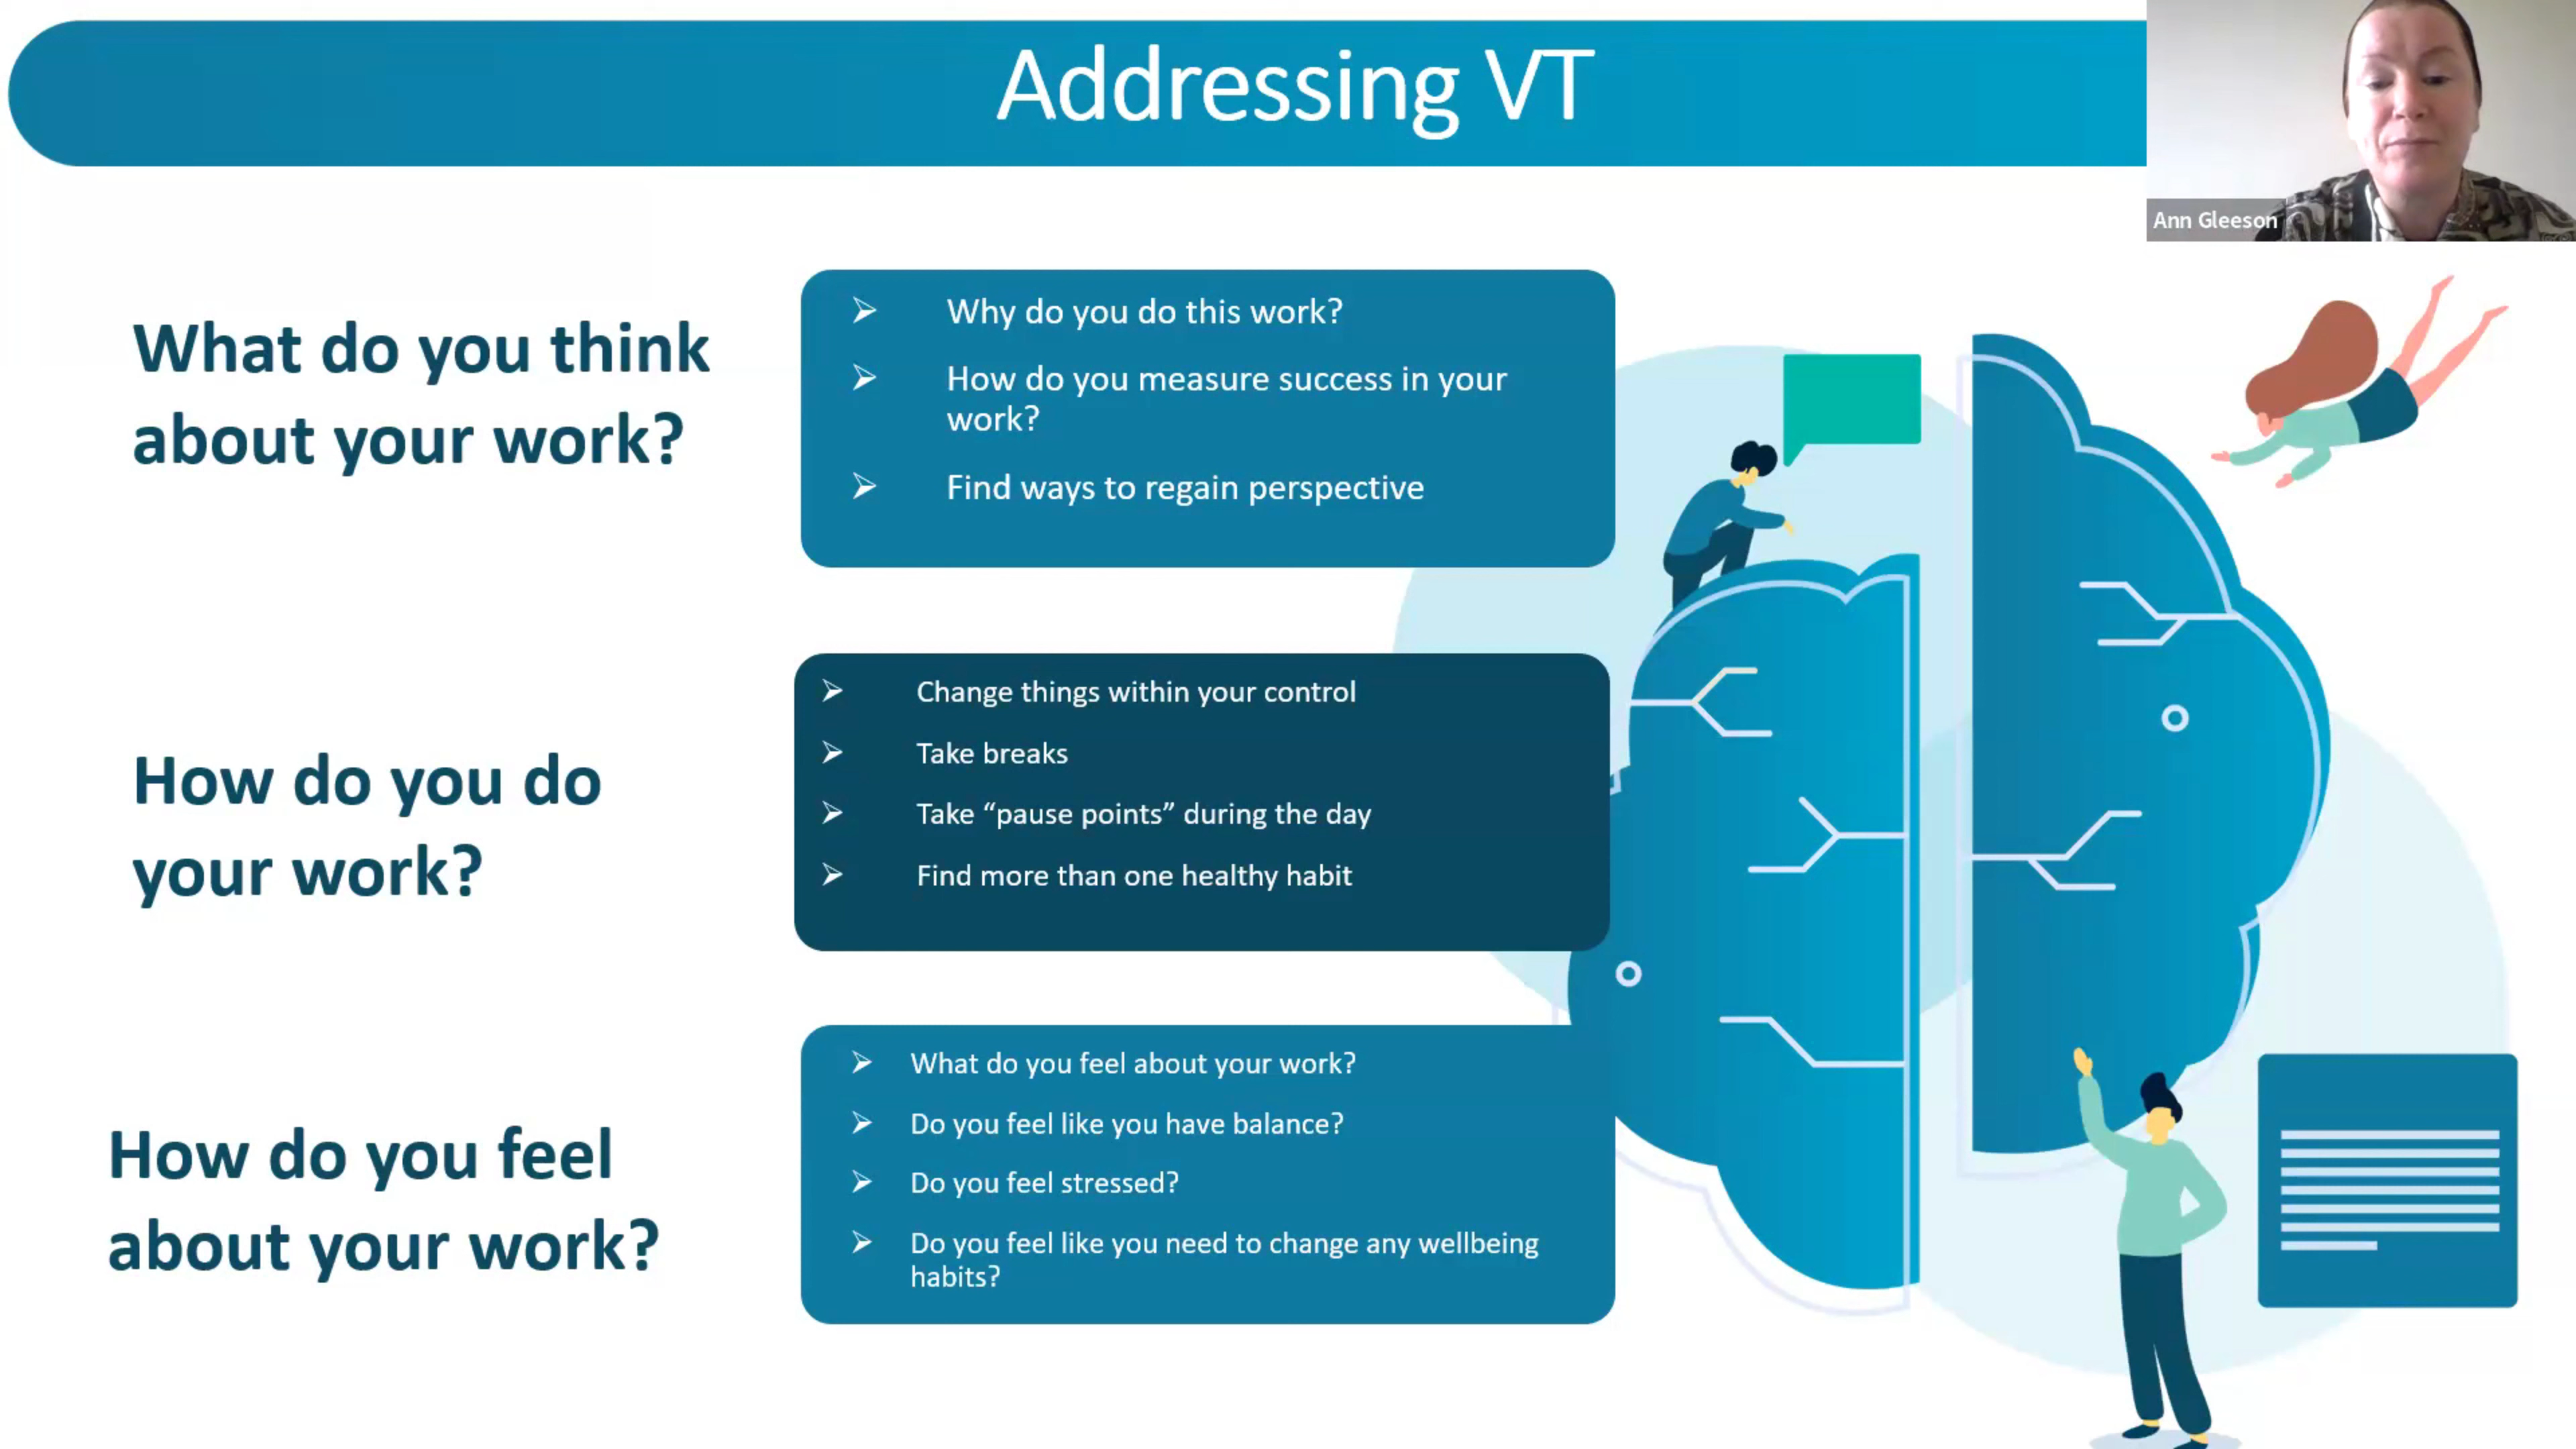 Addressing VT
Ann Gleeson
What do you think
about your work?
Why do you do this work?
How do you measure success in your
work?
Find ways to regain perspective
How do you do
your work?
Change things within your control
Take breaks
Take “pause points” during the day
Find more than one healthy habit
How do you feel
about your work?
What do you feel about your work?
Do you feel like you have balance?
Do you feel stressed?
Do you feel like you need to change any wellbeing
habits?